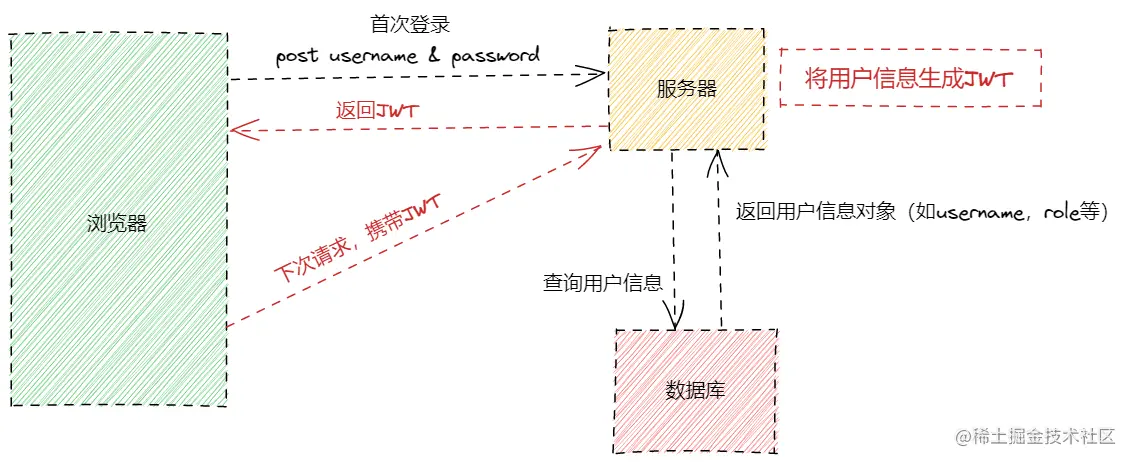 首次登录
post username & password
服务器
将用户信息生成JWT
返回JWT
浏览器
下次请求，携带JWT
返回用户信息对象（如username，role等）
查询用户信息
数据库
@稀土掘金技术社区